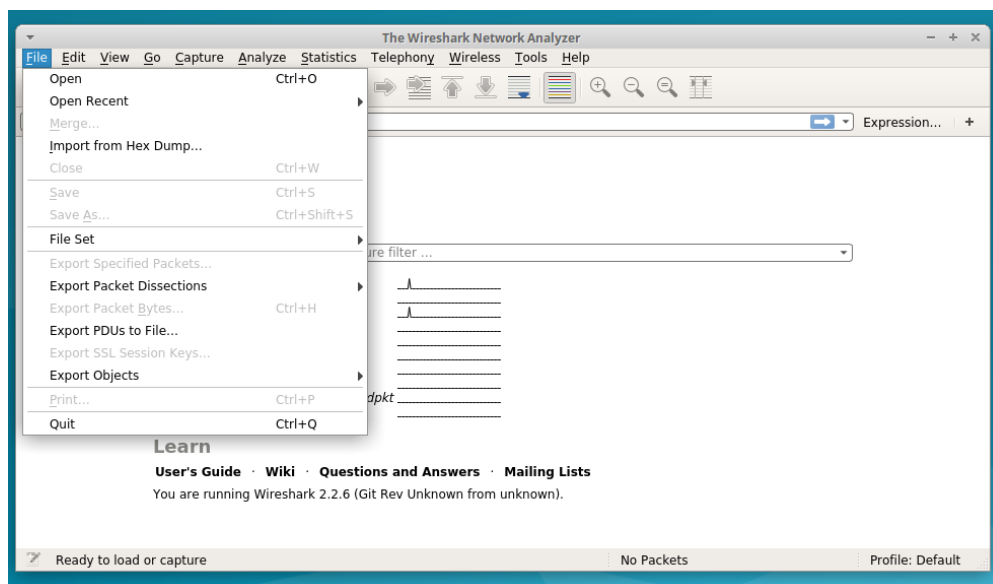 The Wireshark Network Analyzer
File Edit View Go Capture Analyze Statistics Telephony Wireless Tools Help
Open Ctrl+O
Open Recent
Merge...
Expression... +
Import from Hex Dump...
Close Ctrl+W
Save Ctrl+S
Save As... Ctrl+Shift+S
File Set
filter ...
Export Specified Packets...
Export Packet Dissections
Export Packet Bytes... Ctrl+H
Export PDUs to File...
Export SSL Session Keys...
Export Objects
Print... Ctrl+P
Quit Ctrl+Q
Learn
User's Guide · Wiki · Questions and Answers · Mailing Lists
You are running Wireshark 2.2.6 (Git Rev Unknown from unknown).
Ready to load or capture No Packets Profile: Default